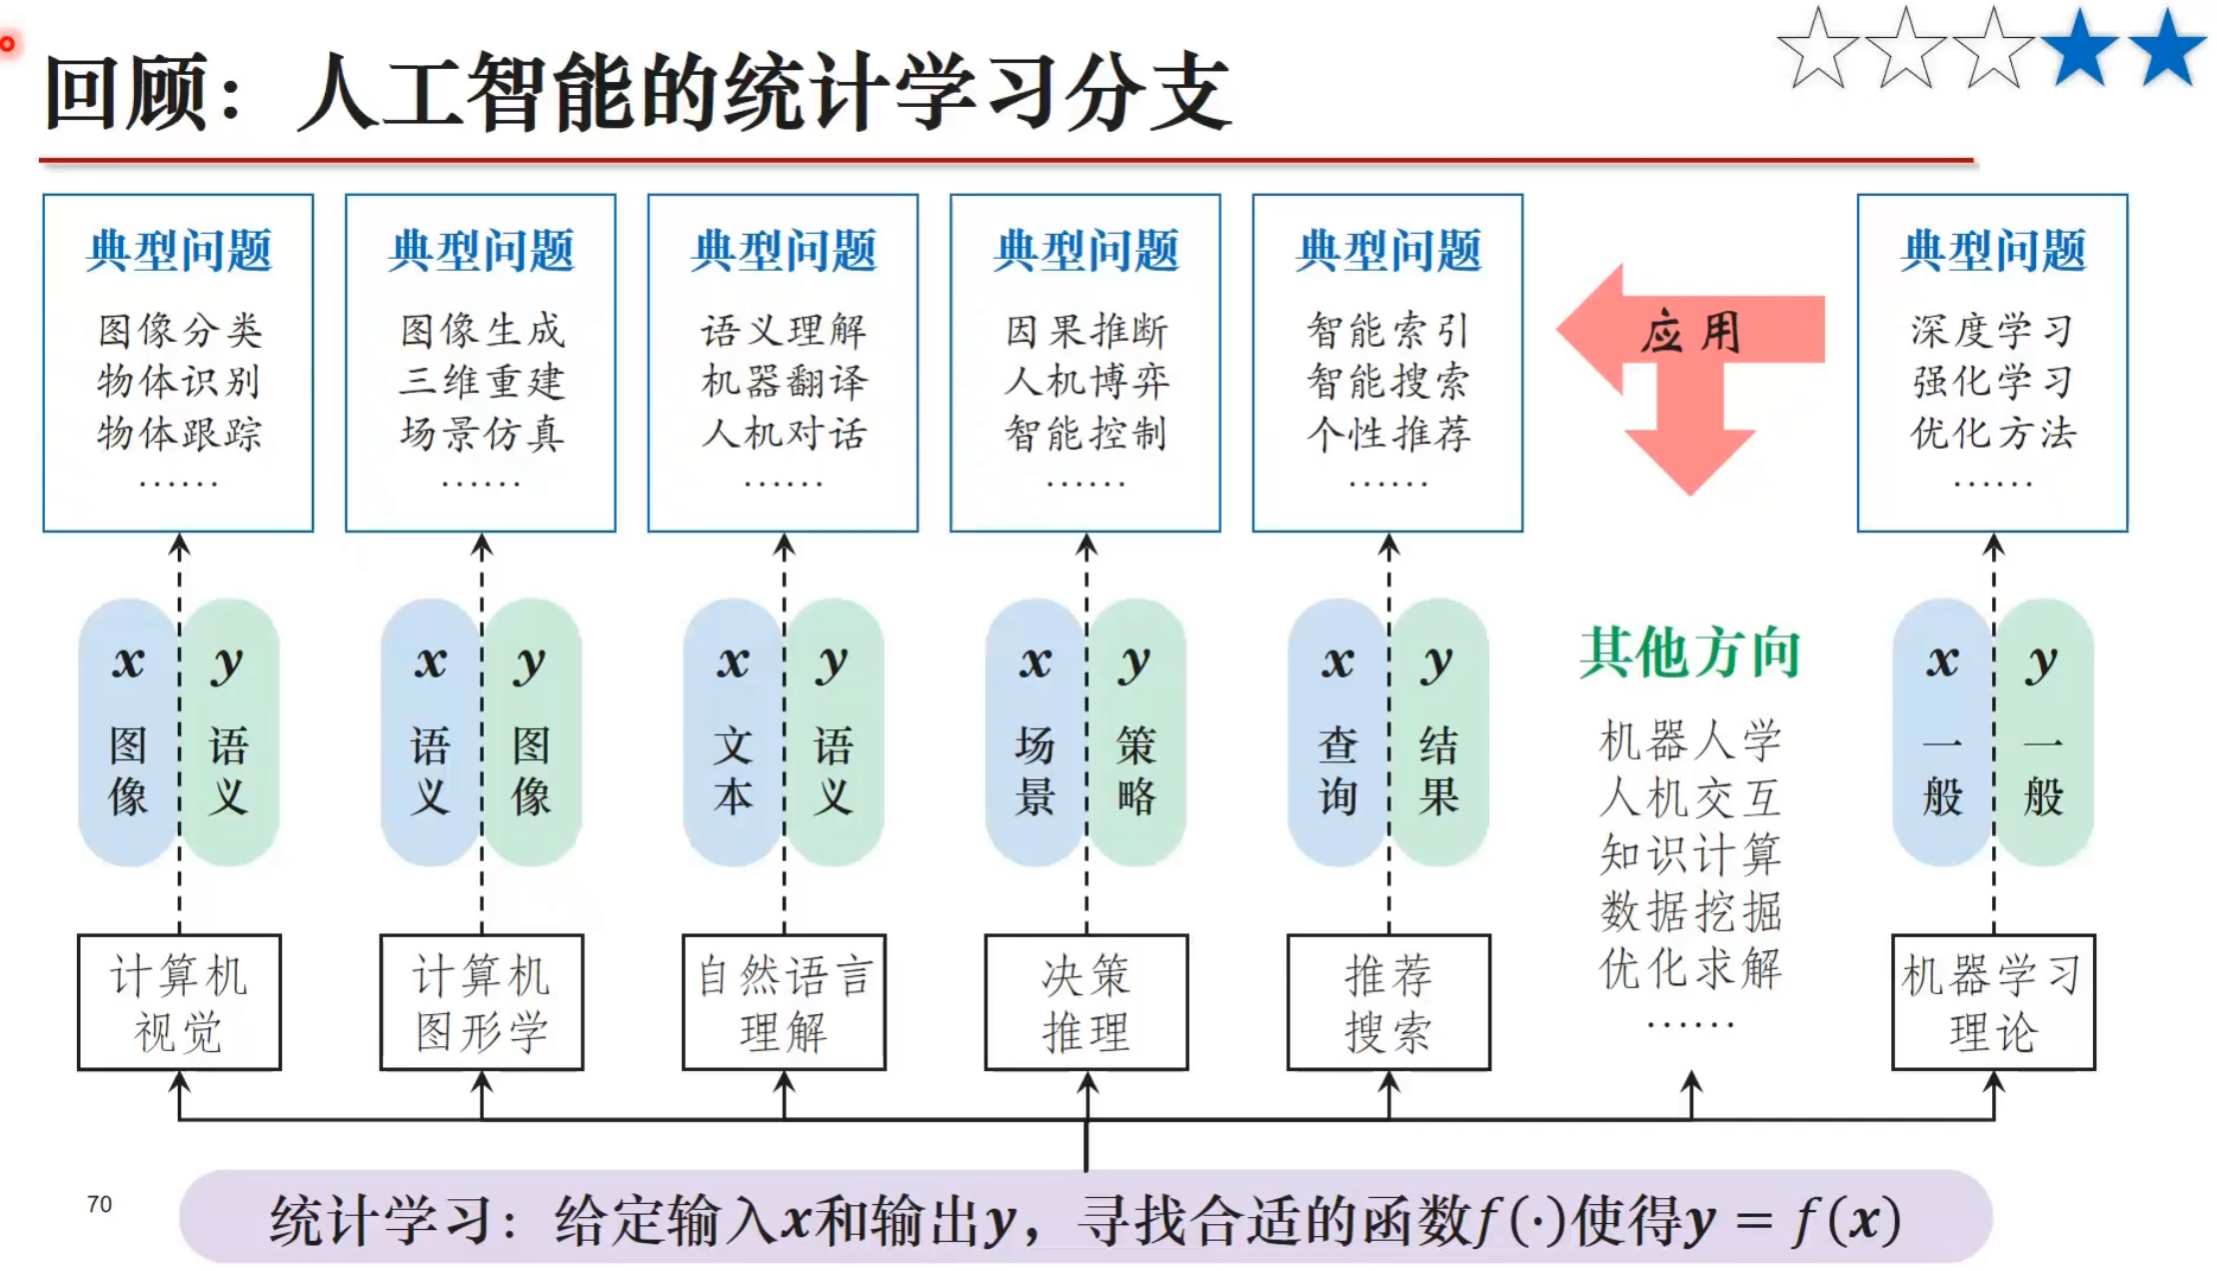 回顾：人工智能的统计学习分支
典型问题
图像分类
物体识别
物体跟踪
……
典型问题
图像生成
三维重建
场景仿真
……
典型问题
语义理解
机器翻译
人机对话
……
典型问题
因果推断
人机博弈
智能控制
……
典型问题
智能索引
智能搜索
个性推荐
……
应用
典型问题
深度学习
强化学习
优化方法
……
x y
图像 语义
x y
语义 图像
x y
文本 语义
x y
场景 策略
x y
查询 结果
其他方向
机器人学
人机交互
知识计算
数据挖掘
优化求解
……
x y
一般 一般
计算机
视觉
计算机
图形学
自然语言
理解
决策
推理
推荐
搜索
机器学习
理论
70
统计学习：给定输入x和输出y，寻找合适的函数f(·)使得y = f(x)